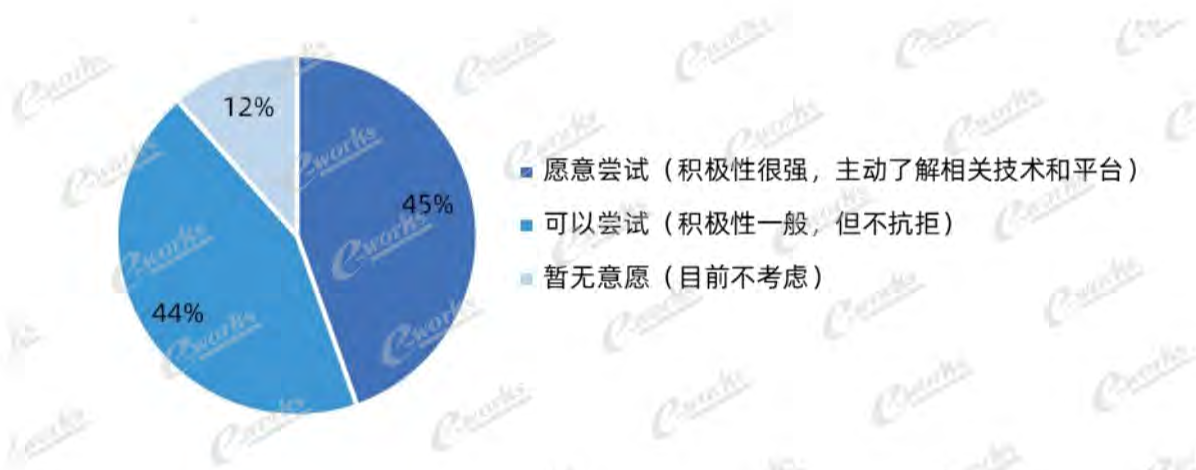 12%
45%
44%
愿意尝试（积极性很强，主动了解相关技术和平台）
可以尝试（积极性一般，但不抗拒）
暂无意愿（目前不考虑）
e-works